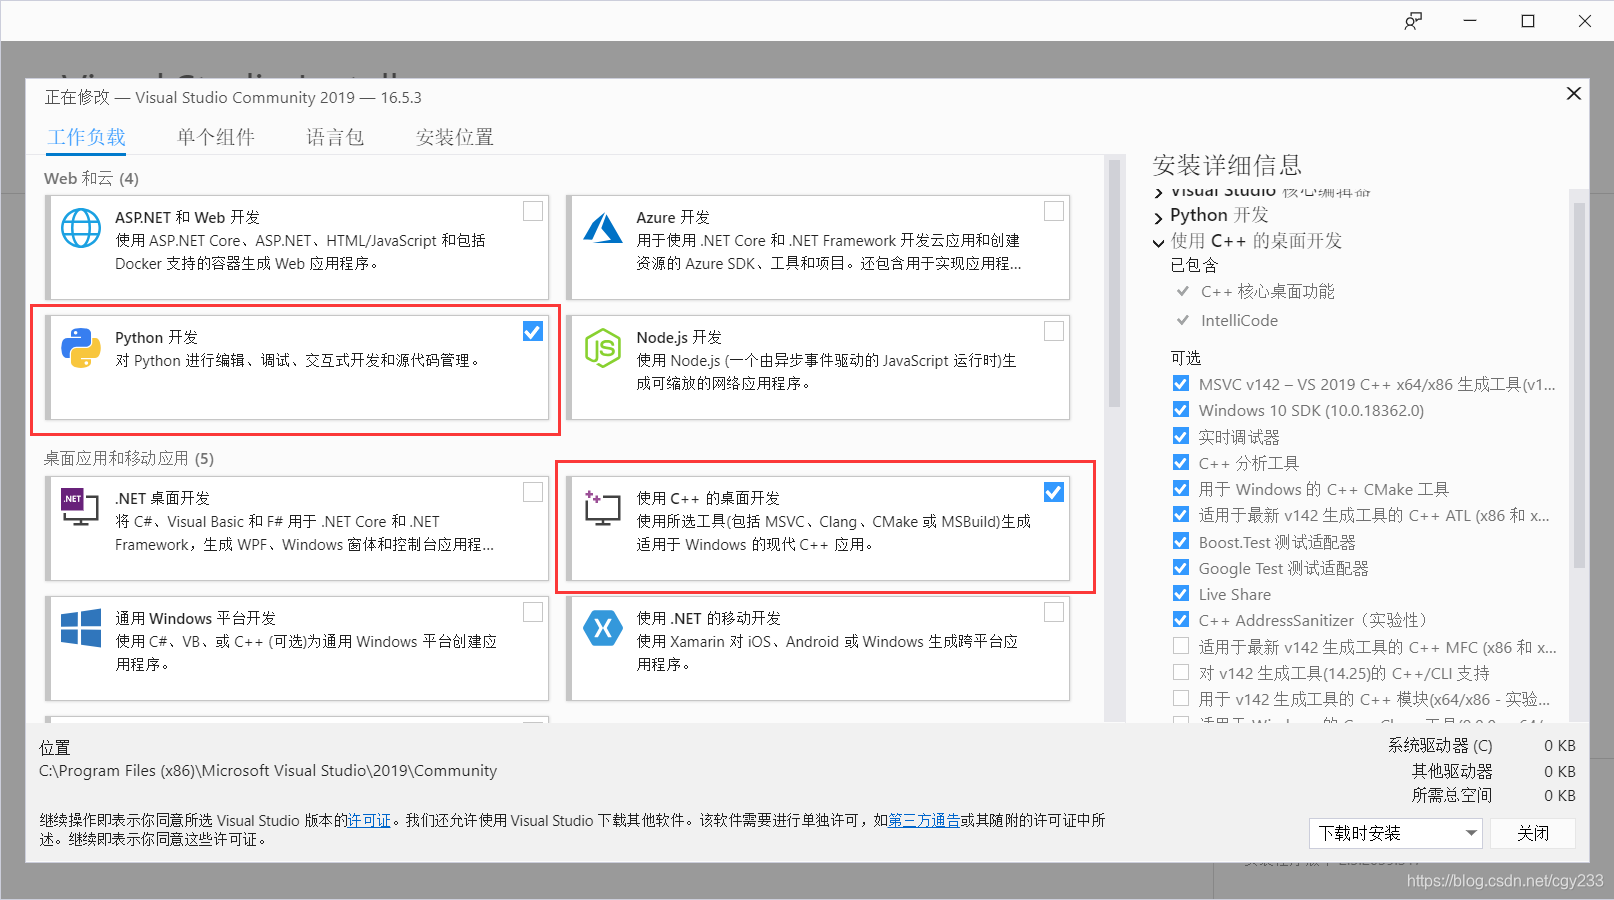 Visual Studio Install
正在修改 — Visual Studio Community 2019 — 16.5.3
工作负载 单个组件 语言包 安装位置
Web 和云 (4)
ASP.NET 和 Web 开发
使用 ASP.NET Core、ASP.NET、HTML/JavaScript 和包括
Docker 支持的容器生成 Web 应用程序。
Azure 开发
用于使用 .NET Core 和 .NET Framework 开发云应用和创建
资源的 Azure SDK、工具和项目。还包含用于实现应用程...
Python 开发
对 Python 进行编辑、调试、交互式开发和源代码管理。
Node.js 开发
使用 Node.js (一个由异步事件驱动的 JavaScript 运行时)生
成可缩放的网络应用程序。
JS
桌面应用和移动应用 (5)
.NET
.NET 桌面开发
将 C#、Visual Basic 和 F# 用于 .NET Core 和 .NET
Framework，生成 WPF、Windows 窗体和控制台应用程...
使用 C++ 的桌面开发
使用所选工具(包括 MSVC、Clang、CMake 或 MSBuild)生成
适用于 Windows 的现代 C++ 应用。
通用 Windows 平台开发
使用 C#、VB、或 C++ (可选)为通用 Windows 平台创建应
用程序。
使用 .NET 的移动开发
使用 Xamarin 对 iOS、Android 或 Windows 生成跨平台应
用程序。
安装详细信息
Visual Studio 核心编辑器
Python 开发
使用 C++ 的桌面开发
已包含
C++ 核心桌面功能
IntelliCode
可选
MSVC v142 – VS 2019 C++ x64/x86 生成工具(v1...
Windows 10 SDK (10.0.18362.0)
实时调试器
C++ 分析工具
用于 Windows 的 C++ CMake 工具
适用于最新 v142 生成工具的 C++ ATL (x86 和 x...
Boost.Test 测试适配器
Google Test 测试适配器
Live Share
C++ AddressSanitizer（实验性）
适用于最新 v142 生成工具的 C++ MFC (x86 和 x...
对 v142 生成工具(14.25)的 C++/CLI 支持
用于 v142 生成工具的 C++ 模块(x64/x86 - 实验...
位置
C:\Program Files (x86)\Microsoft Visual Studio\2019\Community
系统驱动器 (C) 0 KB
其他驱动器 0 KB
所需总空间 0 KB
继续操作即表示你同意所选 Visual Studio 版本的许可证。我们还允许使用 Visual Studio 下载其他软件。该软件需要进行单独许可，如第三方通告或其随附的许可证中所
述。继续即表示你同意这些许可证。
下载时安装 关闭
https://blog.csdn.net/cgy233